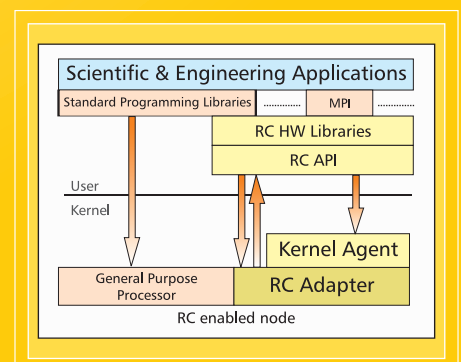 Scientific & Engineering Applications
Standard Programming Libraries
MPI
RC HW Libraries
RC API
User
Kernel
Kernel Agent
General Purpose
Processor
RC Adapter
RC enabled node